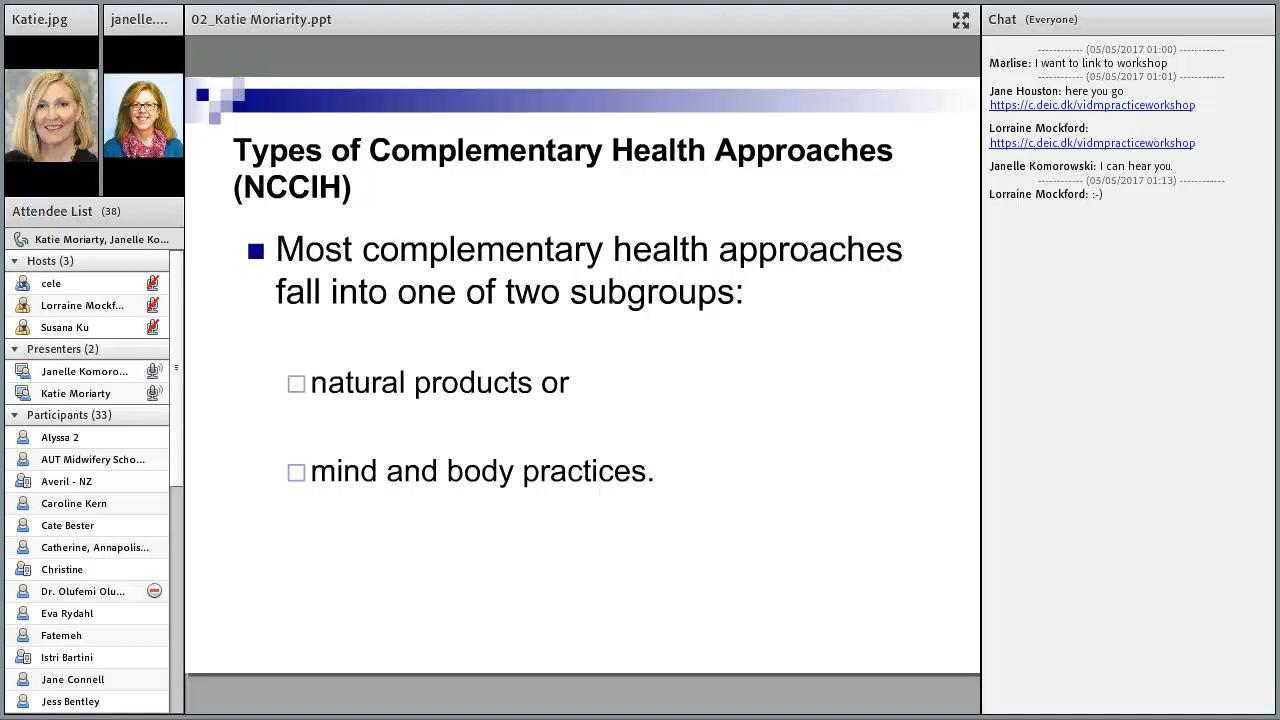 Katie.jpg
janelle....
02_Katie Moriarity.ppt
Chat (Everyone)
Attendee List (38)
Katie Moriarty, Janelle Ko...
Hosts (3)
cele
Lorraine Mockf...
Susana Ku
Presenters (2)
Janelle Komoro...
Katie Moriarty
Participants (33)
Alyssa 2
AUT Midwifery Scho...
Averil - NZ
Caroline Kern
Cate Bester
Catherine, Annapolis...
Christine
Dr. Olufemi Olu...
Eva Rydahl
Fatemeh
Istri Bartini
Jane Connell
Jess Bentley
Types of Complementary Health Approaches
(NCCIH)
Most complementary health approaches
fall into one of two subgroups:
natural products or
mind and body practices.
------------ (05/05/2017 01:00) ------------
Marlise: I want to link to workshop
------------ (05/05/2017 01:01) ------------
Jane Houston: here you go
https://c.deic.dk/vidmpracticeworkshop
Lorraine Mockford:
https://c.deic.dk/vidmpracticeworkshop
Janelle Komorowski: I can hear you.
------------ (05/05/2017 01:13) ------------
Lorraine Mockford: :-)